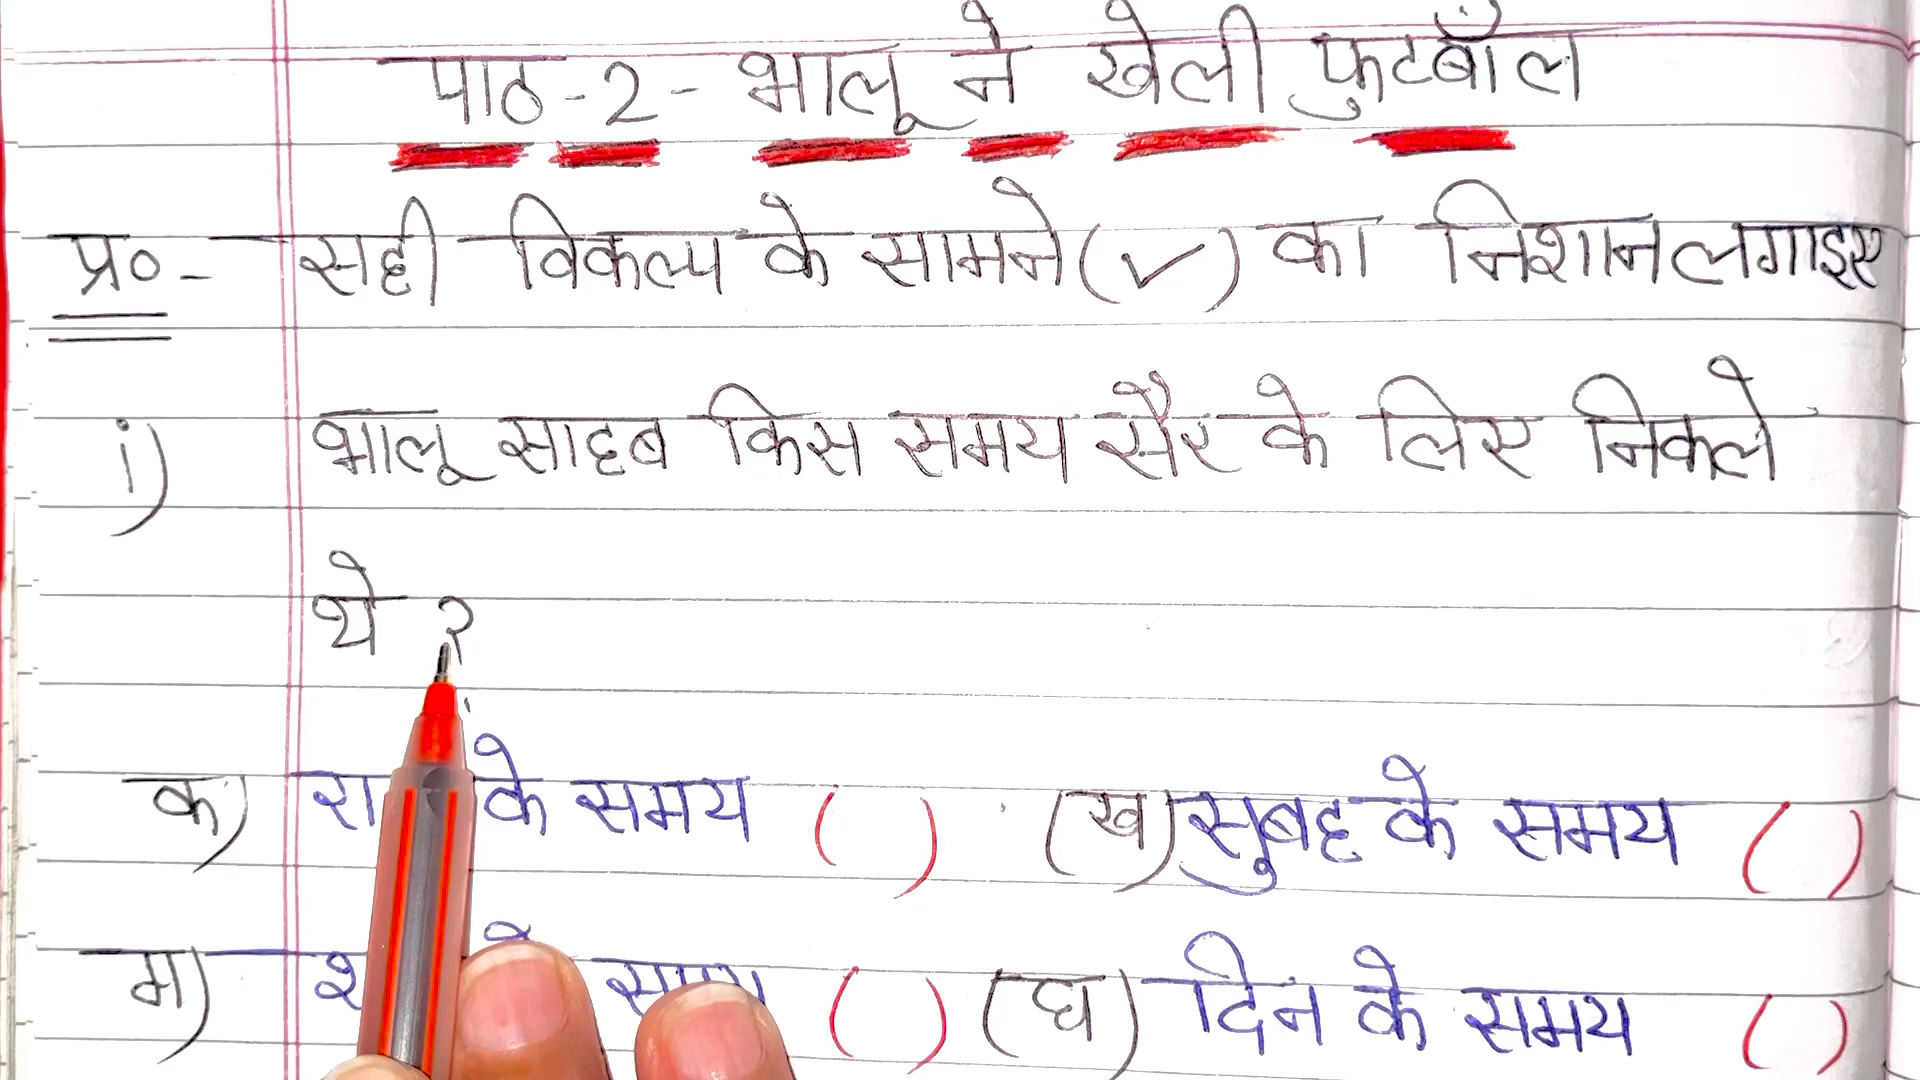 पाठ-2- भालू ने खेली फुटबॉल
प्र०- सही विकल्प के सामने (✓) का निशान लगाइए
i) भालू साहब किस समय सैर के लिए निकले
थे ?
क) के समय ( ) (ख) सुबह के समय ( )
ग) ( ) (घ) दिन के समय ( )